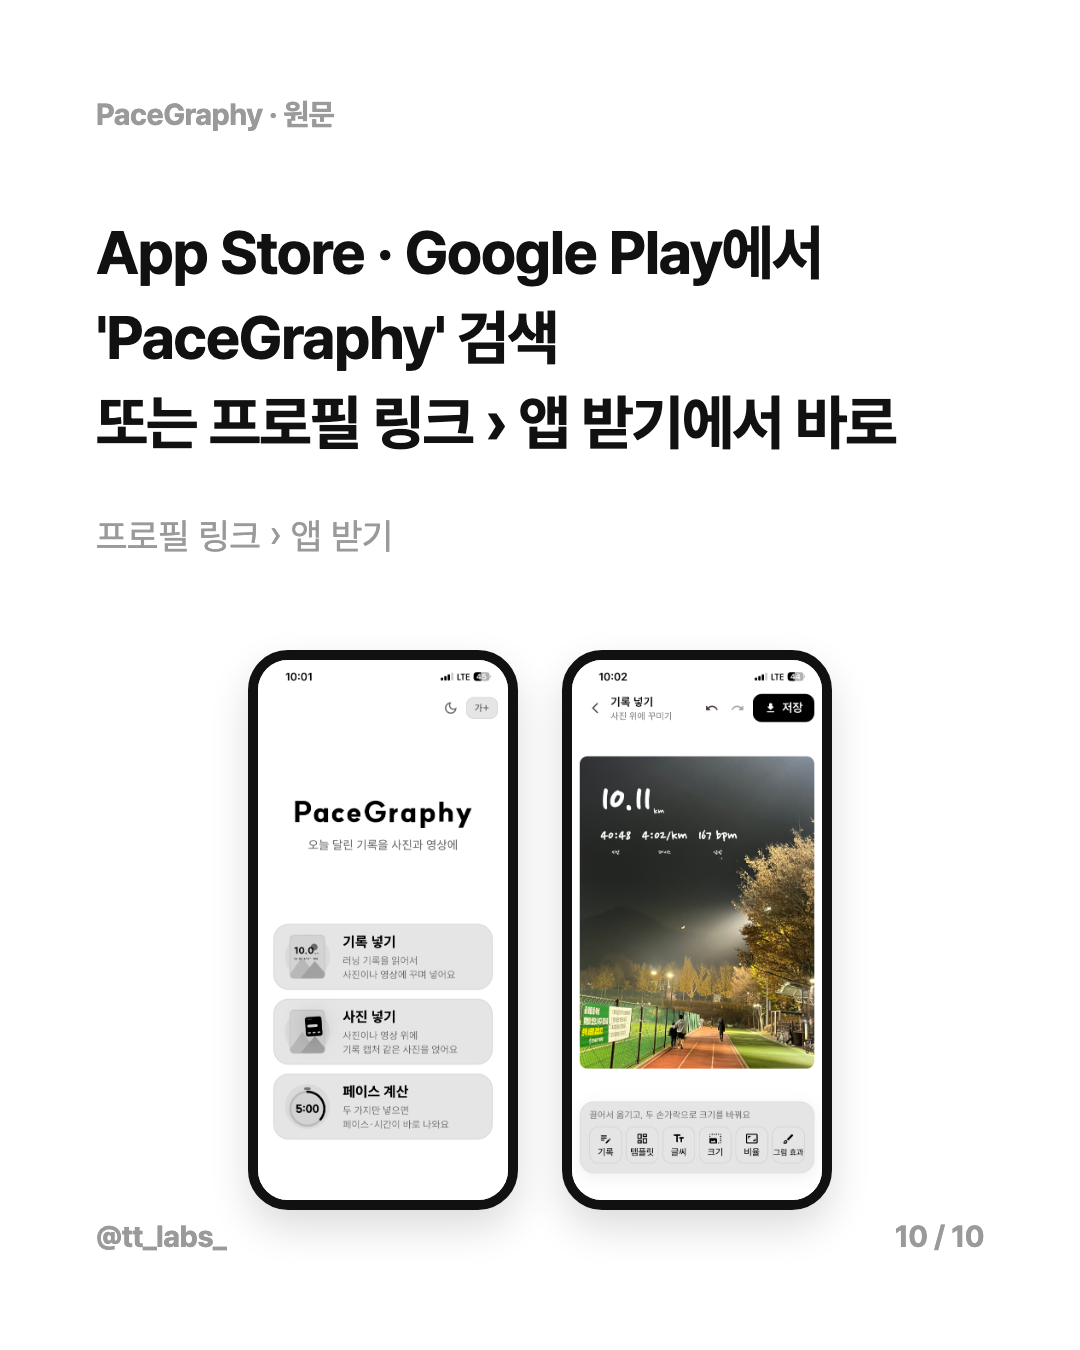 PaceGraphy · 원문
App Store · Google Play에서
'PaceGraphy' 검색
또는 프로필 링크 › 앱 받기에서 바로
프로필 링크 › 앱 받기
10:01
LTE
가+
PaceGraphy
오늘 달린 기록을 사진과 영상에
10.0
기록 넣기
러닝 기록을 읽어서
사진이나 영상에 꾸며 넣어요
사진 넣기
사진이나 영상 위에
기록 캡처 같은 사진을 얹어요
5:00
페이스 계산
두 가지만 넣으면
페이스·시간이 바로 나와요
10:02
LTE
기록 넣기
사진 위에 꾸미기
저장
10.11 km
40:48 4:02/km 167 bpm
끌어서 옮기고, 두 손가락으로 크기를 바꿔요
기록 템플릿 글씨 크기 비율 그림 효과
@tt_labs_
10 / 10